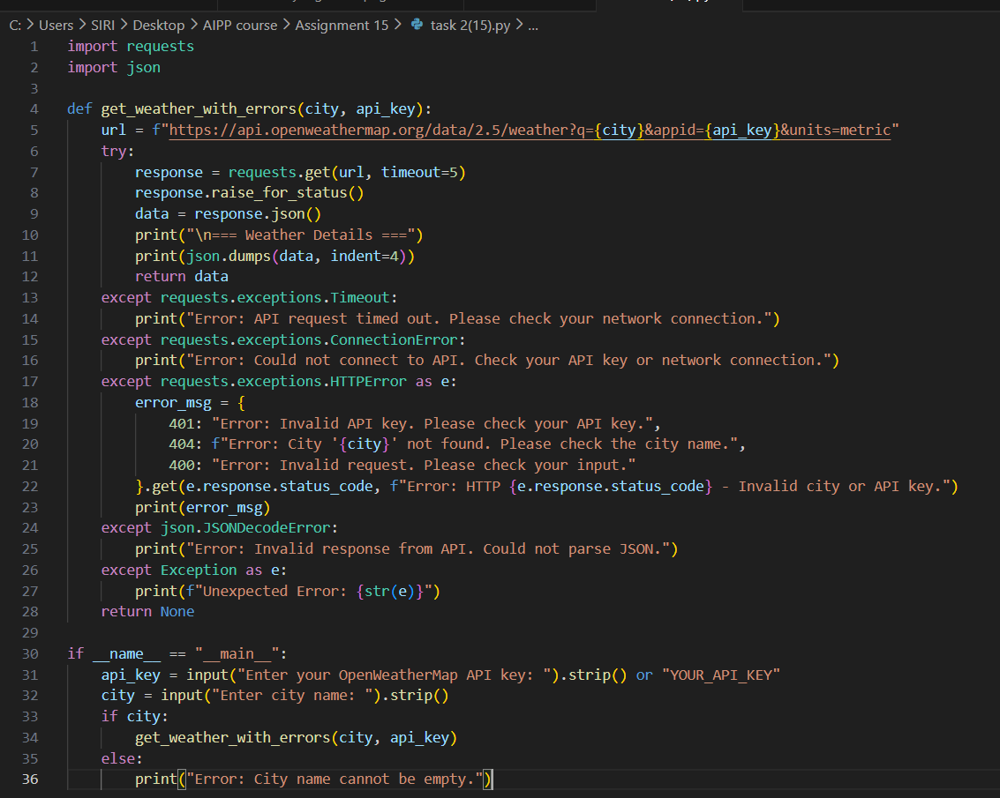 C: > Users > SIRI > Desktop > AIPP course > Assignment 15 > task 2(15).py > ...
1 import requests
2 import json
3
4 def get_weather_with_errors(city, api_key):
5     url = f"https://api.openweathermap.org/data/2.5/weather?q={city}&appid={api_key}&units=metric"
6     try:
7         response = requests.get(url, timeout=5)
8         response.raise_for_status()
9         data = response.json()
10         print("\n=== Weather Details ===")
11         print(json.dumps(data, indent=4))
12         return data
13     except requests.exceptions.Timeout:
14         print("Error: API request timed out. Please check your network connection.")
15     except requests.exceptions.ConnectionError:
16         print("Error: Could not connect to API. Check your API key or network connection.")
17     except requests.exceptions.HTTPError as e:
18         error_msg = {
19             401: "Error: Invalid API key. Please check your API key.",
20             404: f"Error: City '{city}' not found. Please check the city name.",
21             400: "Error: Invalid request. Please check your input."
22         }.get(e.response.status_code, f"Error: HTTP {e.response.status_code} - Invalid city or API key.")
23         print(error_msg)
24     except json.JSONDecodeError:
25         print("Error: Invalid response from API. Could not parse JSON.")
26     except Exception as e:
27         print(f"Unexpected Error: {str(e)}")
28     return None
29
30 if __name__ == "__main__":
31     api_key = input("Enter your OpenWeatherMap API key: ").strip() or "YOUR_API_KEY"
32     city = input("Enter city name: ").strip()
33     if city:
34         get_weather_with_errors(city, api_key)
35     else:
36         print("Error: City name cannot be empty.")